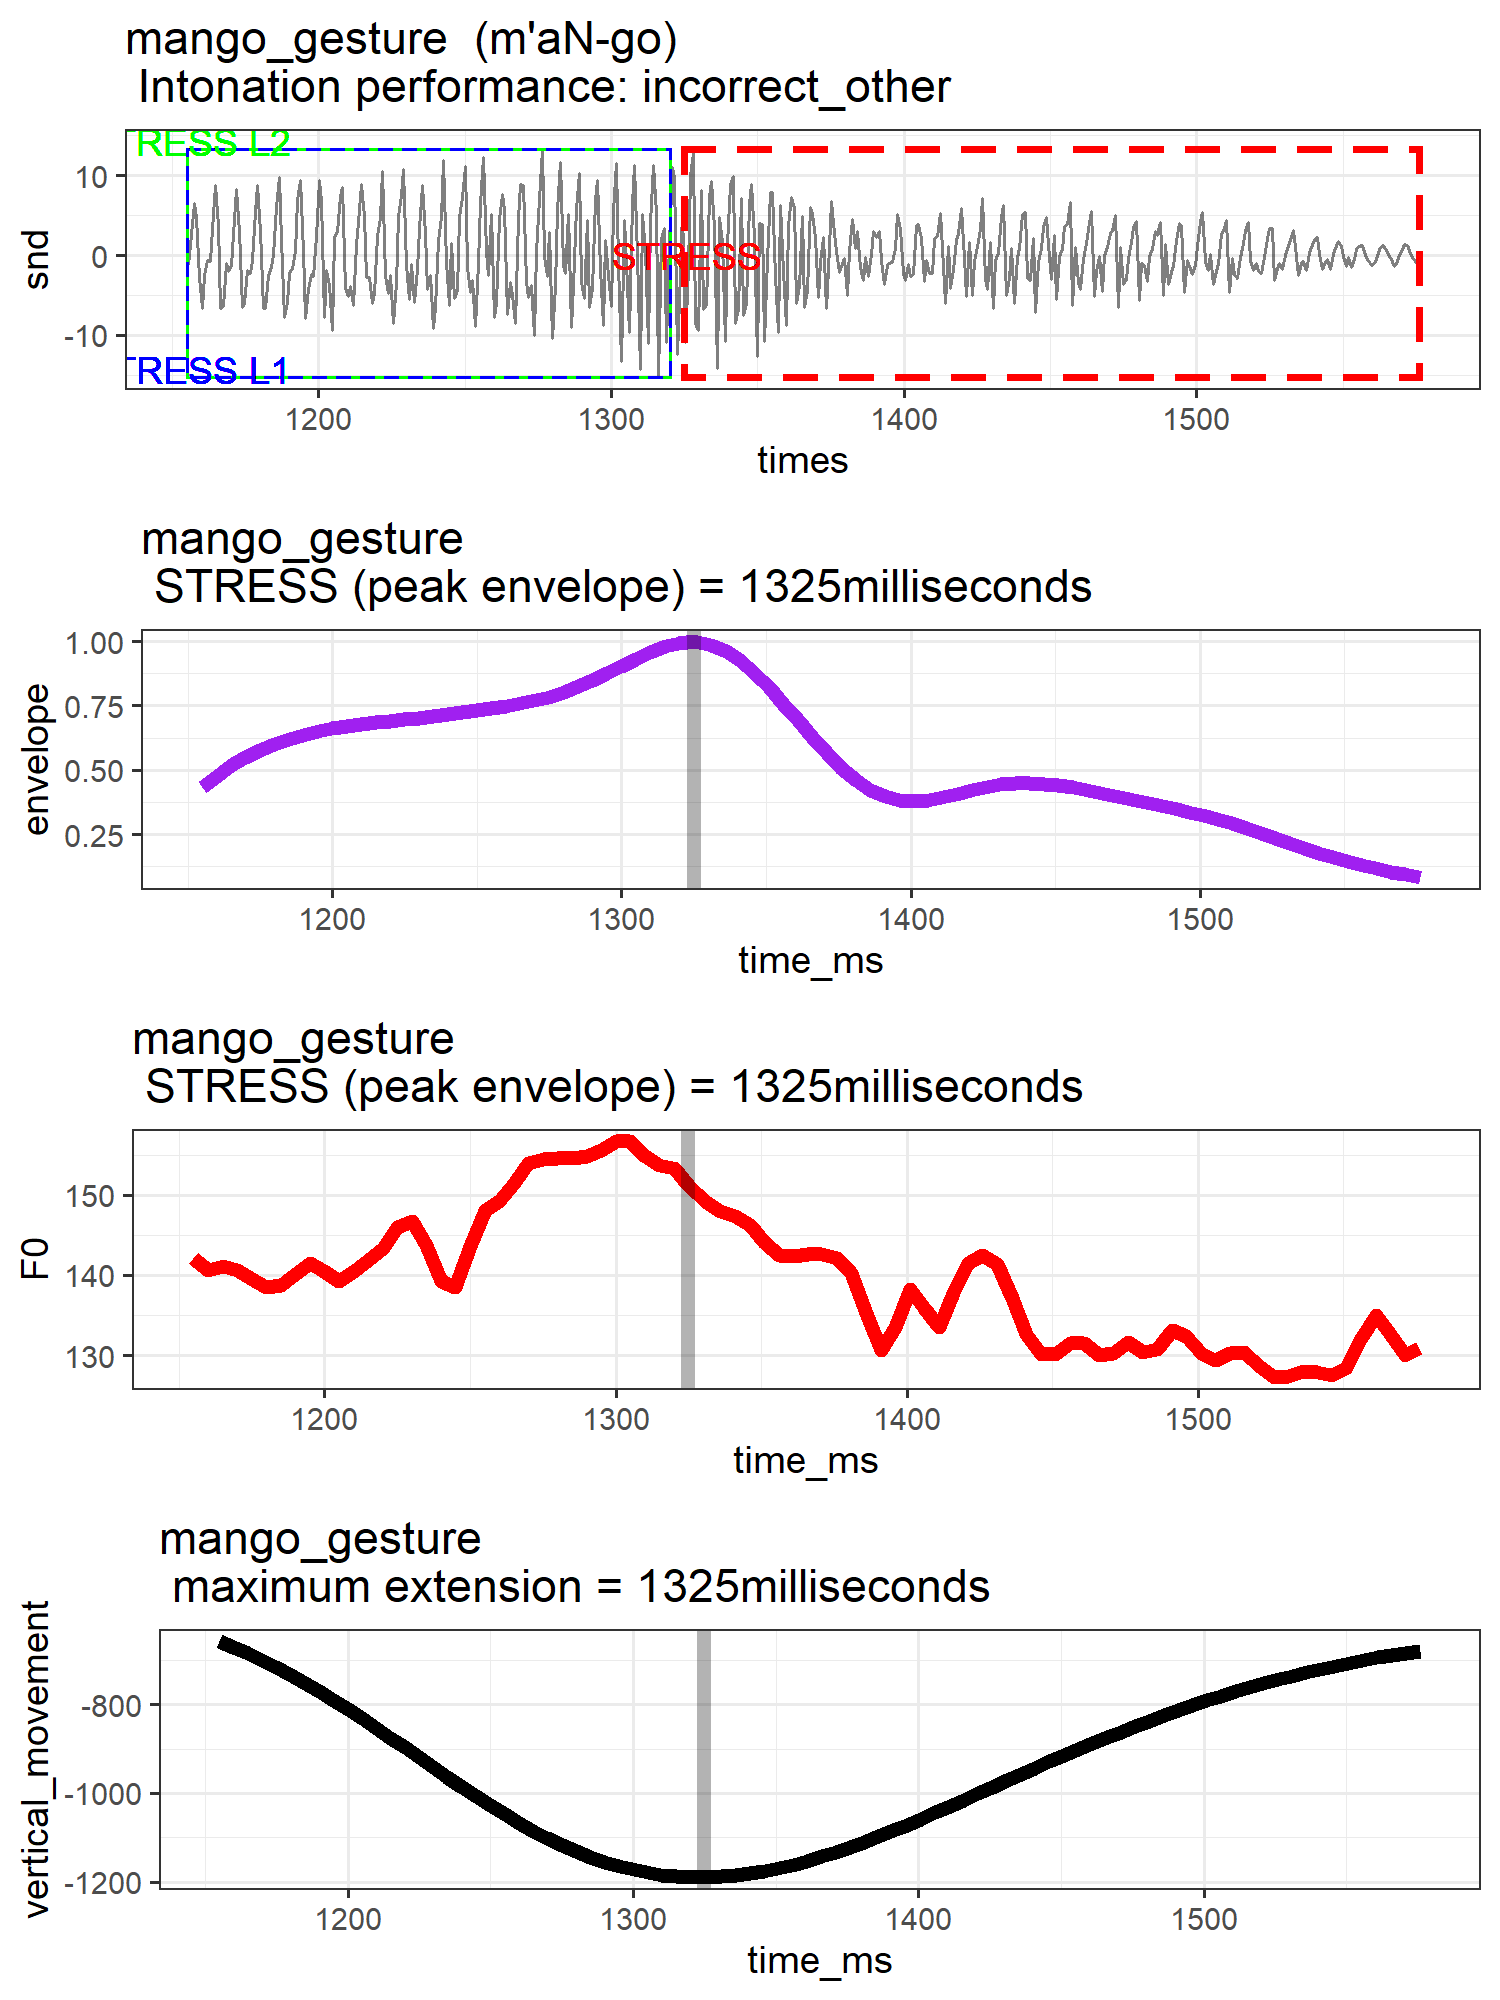 mango_gesture (m'aN-go)
Intonation performance: incorrect_other
RESS L2
STRESS
TRESS L1
10
0
-10
snd
1200 1300 1400 1500
times
mango_gesture
STRESS (peak envelope) = 1325milliseconds
1.00
0.75
0.50
0.25
envelope
1200 1300 1400 1500
time_ms
mango_gesture
STRESS (peak envelope) = 1325milliseconds
150
140
130
F0
1200 1300 1400 1500
time_ms
mango_gesture
maximum extension = 1325milliseconds
-800
-1000
-1200
vertical_movement
1200 1300 1400 1500
time_ms